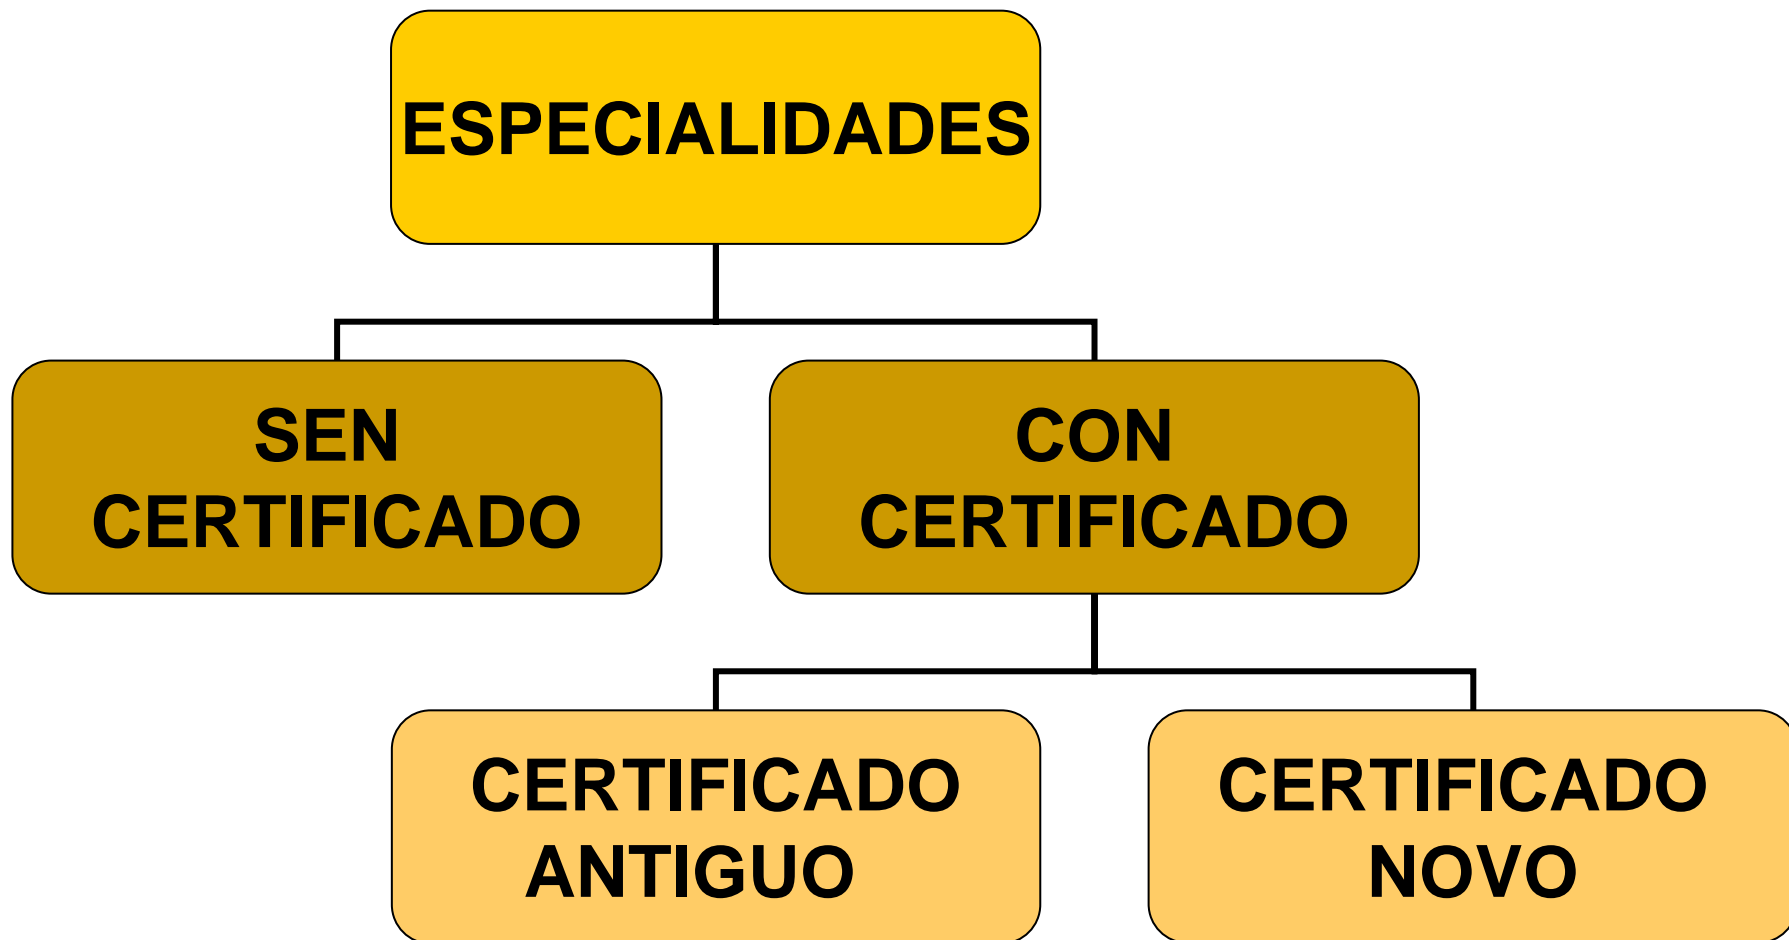 ESPECIALIDADES
SEN
CERTIFICADO
CON
CERTIFICADO
CERTIFICADO
ANTIGUO
CERTIFICADO
NOVO